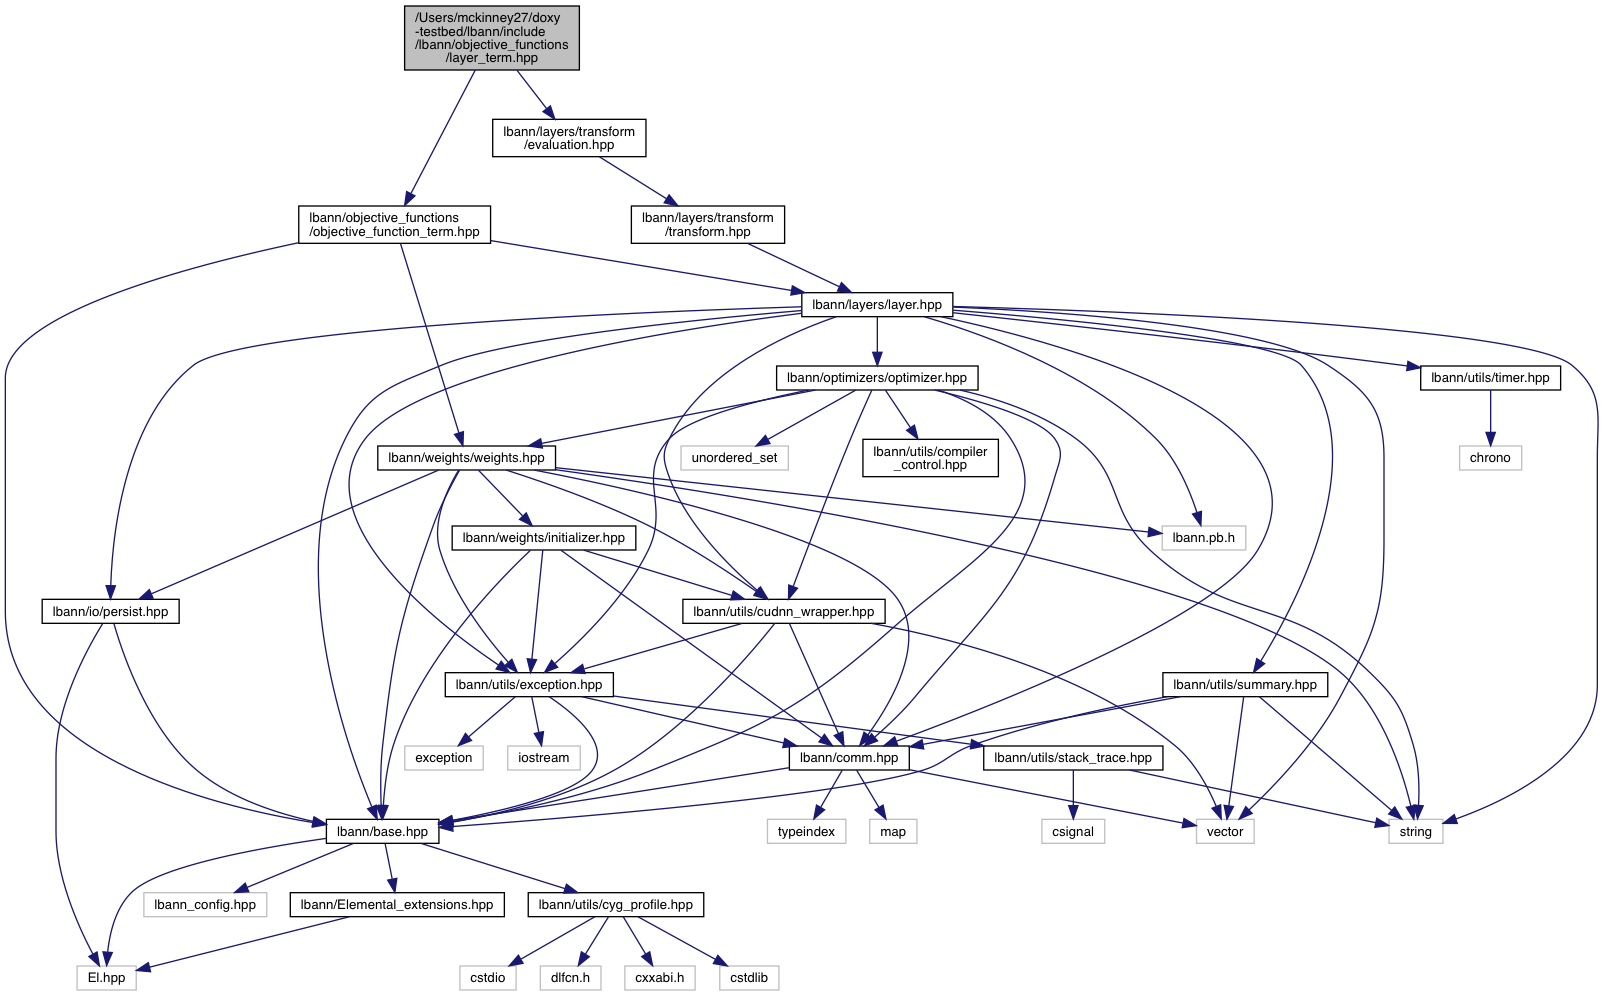 /Users/mckinney27/doxy
-testbed/lbann/include
/lbann/objective_functions
/layer_term.hpp
lbann/layers/transform
/evaluation.hpp
lbann/objective_functions
/objective_function_term.hpp
lbann/layers/transform
/transform.hpp
lbann/layers/layer.hpp
lbann/optimizers/optimizer.hpp
lbann/utils/timer.hpp
lbann/weights/weights.hpp
unordered_set
lbann/utils/compiler
_control.hpp
chrono
lbann/weights/initializer.hpp
lbann.pb.h
lbann/io/persist.hpp
lbann/utils/cudnn_wrapper.hpp
lbann/utils/exception.hpp
lbann/utils/summary.hpp
exception
iostream
lbann/comm.hpp
lbann/utils/stack_trace.hpp
lbann/base.hpp
typeindex
map
csignal
vector
string
lbann_config.hpp
lbann/Elemental_extensions.hpp
lbann/utils/cyg_profile.hpp
El.hpp
cstdio
dlfcn.h
cxxabi.h
cstdlib